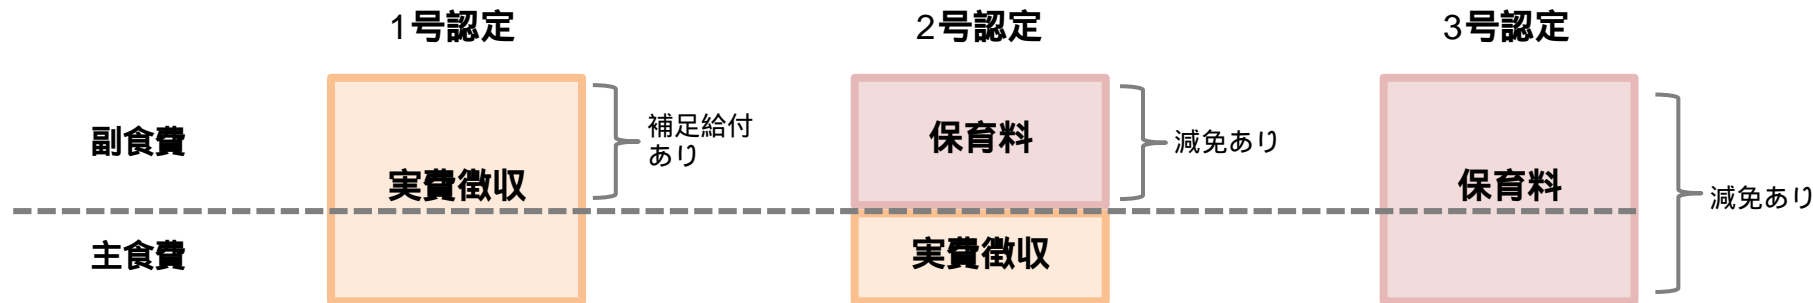 1号認定
2号認定
3号認定
副食費
実費徴収
補足給付
あり
保育料
減免あり
保育料
減免あり
主食費
実費徴収